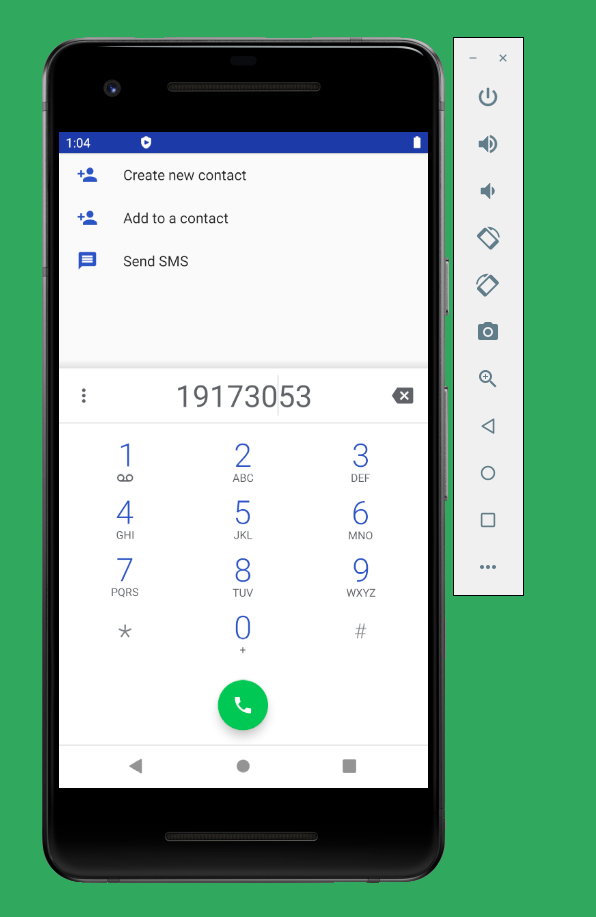 1:04
Create new contact
Add to a contact
Send SMS
19173053
1 2 3
ABC DEF
4 5 6
GHI JKL MNO
7 8 9
PQRS TUV WXYZ
* 0 #
+